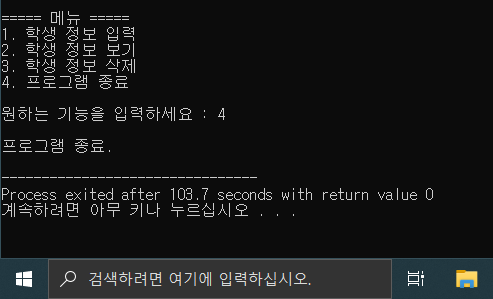 ===== 메뉴 =====
1. 학생 정보 입력
2. 학생 정보 보기
3. 학생 정보 삭제
4. 프로그램 종료
원하는 기능을 입력하세요 : 4
프로그램 종료.
--------------------------------
Process exited after 103.7 seconds with return value 0
계속하려면 아무 키나 누르십시오 . . .
검색하려면 여기에 입력하십시오.